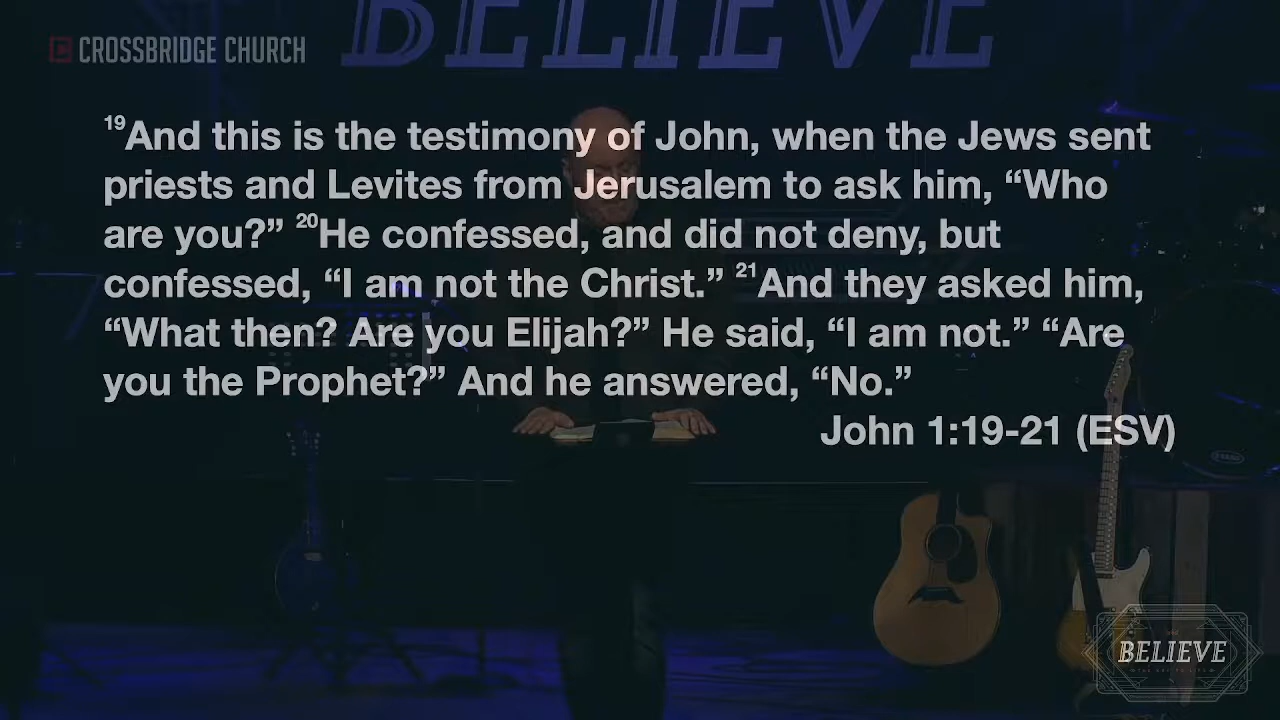 BELIEVE
CROSSBRIDGE CHURCH
19And this is the testimony of John, when the Jews sent
priests and Levites from Jerusalem to ask him, “Who
are you?” 20He confessed, and did not deny, but
confessed, “I am not the Christ.” 21And they asked him,
“What then? Are you Elijah?” He said, “I am not.” “Are
you the Prophet?” And he answered, “No.”
John 1:19-21 (ESV)
BELIEVE